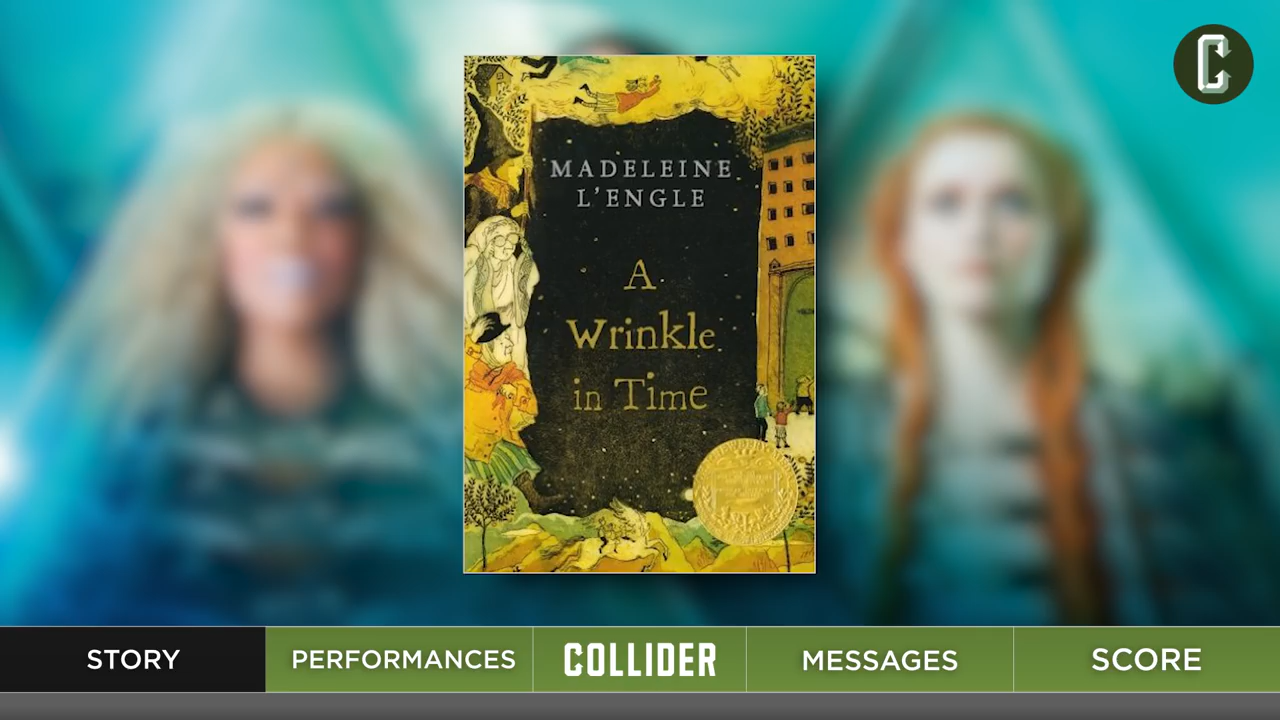 MADELEINE
L'ENGLE
A
Wrinkle
in Time
STORY
PERFORMANCES
COLLIDER
MESSAGES
SCORE